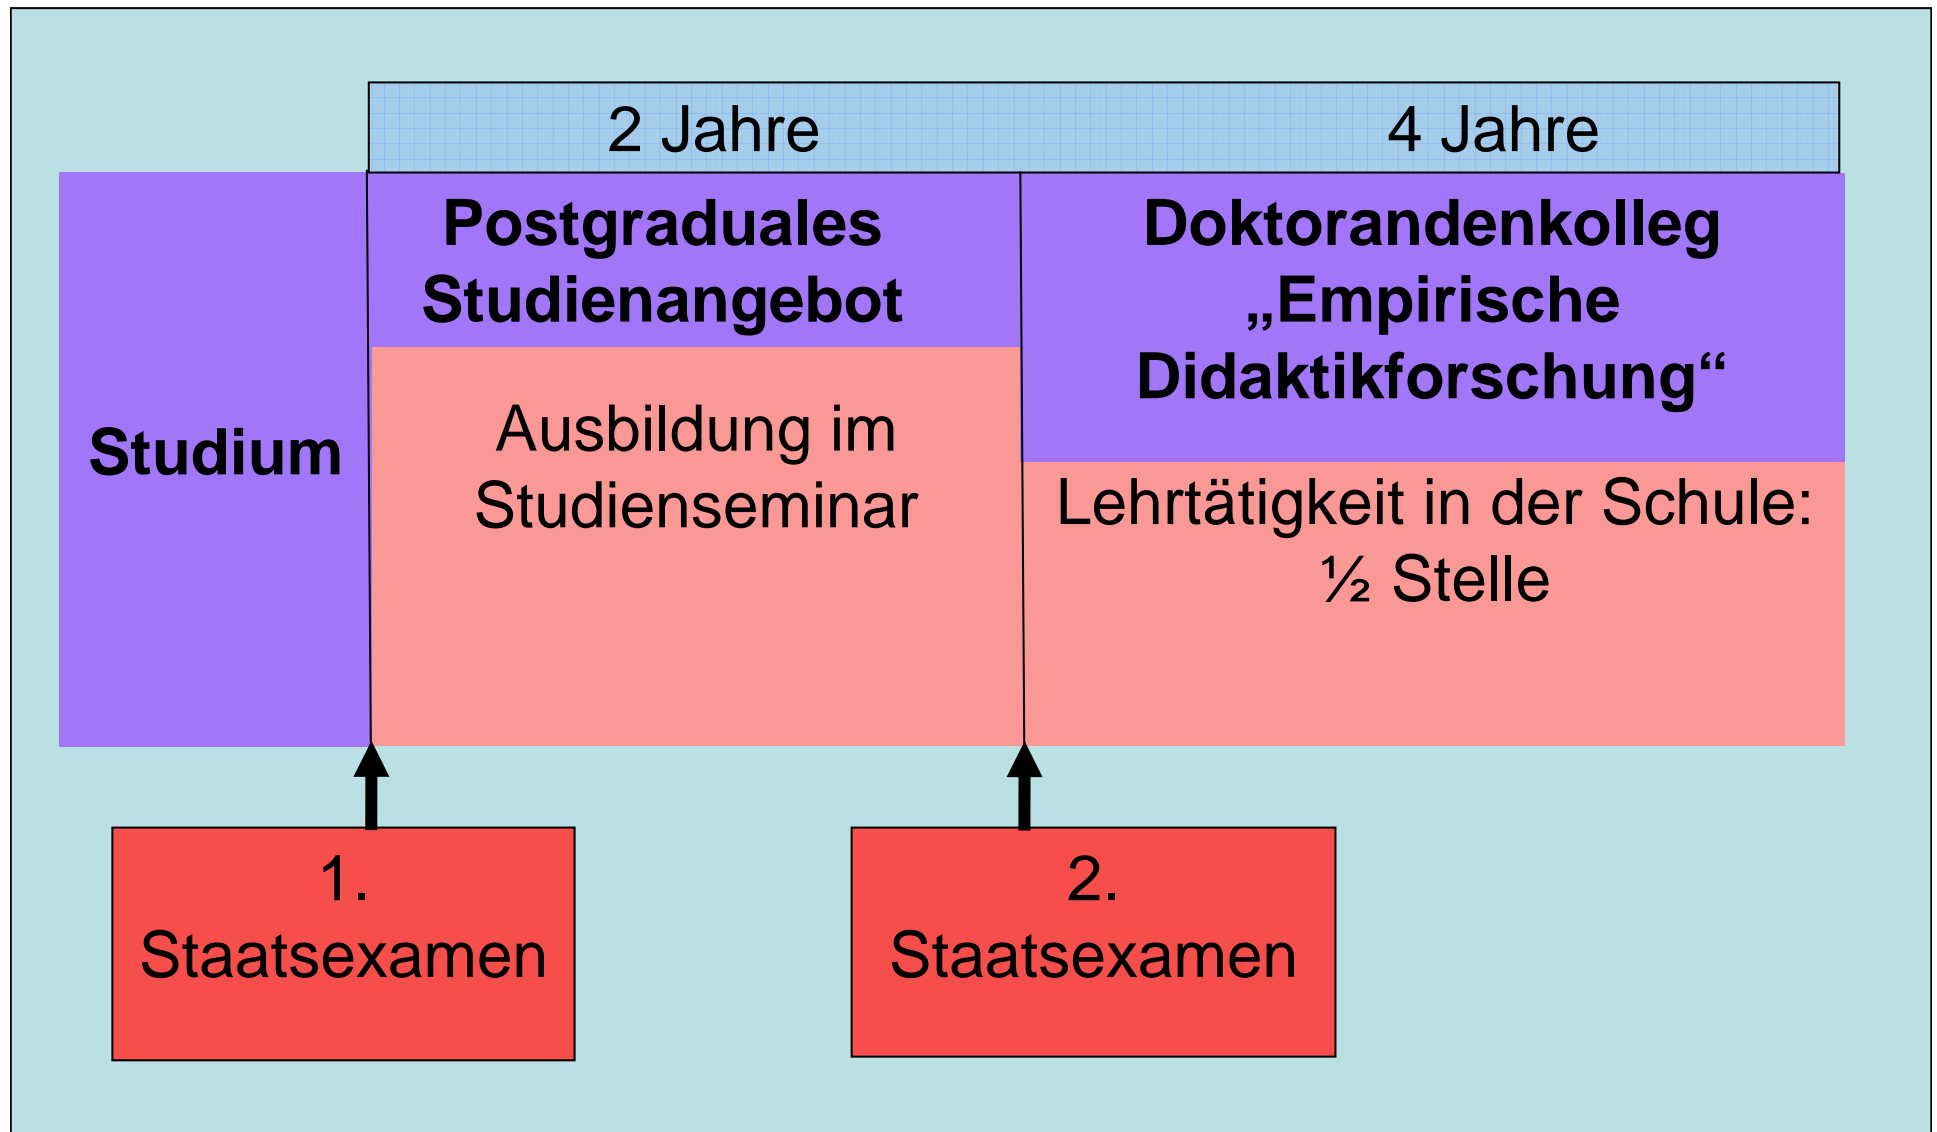 2 Jahre
4 Jahre
Studium
Postgraduales
Studienangebot
Ausbildung im
Studienseminar
Doktorandenkolleg
„Empirische
Didaktikforschung“
Lehrtätigkeit in der Schule:
½ Stelle
1.
Staatsexamen
2.
Staatsexamen